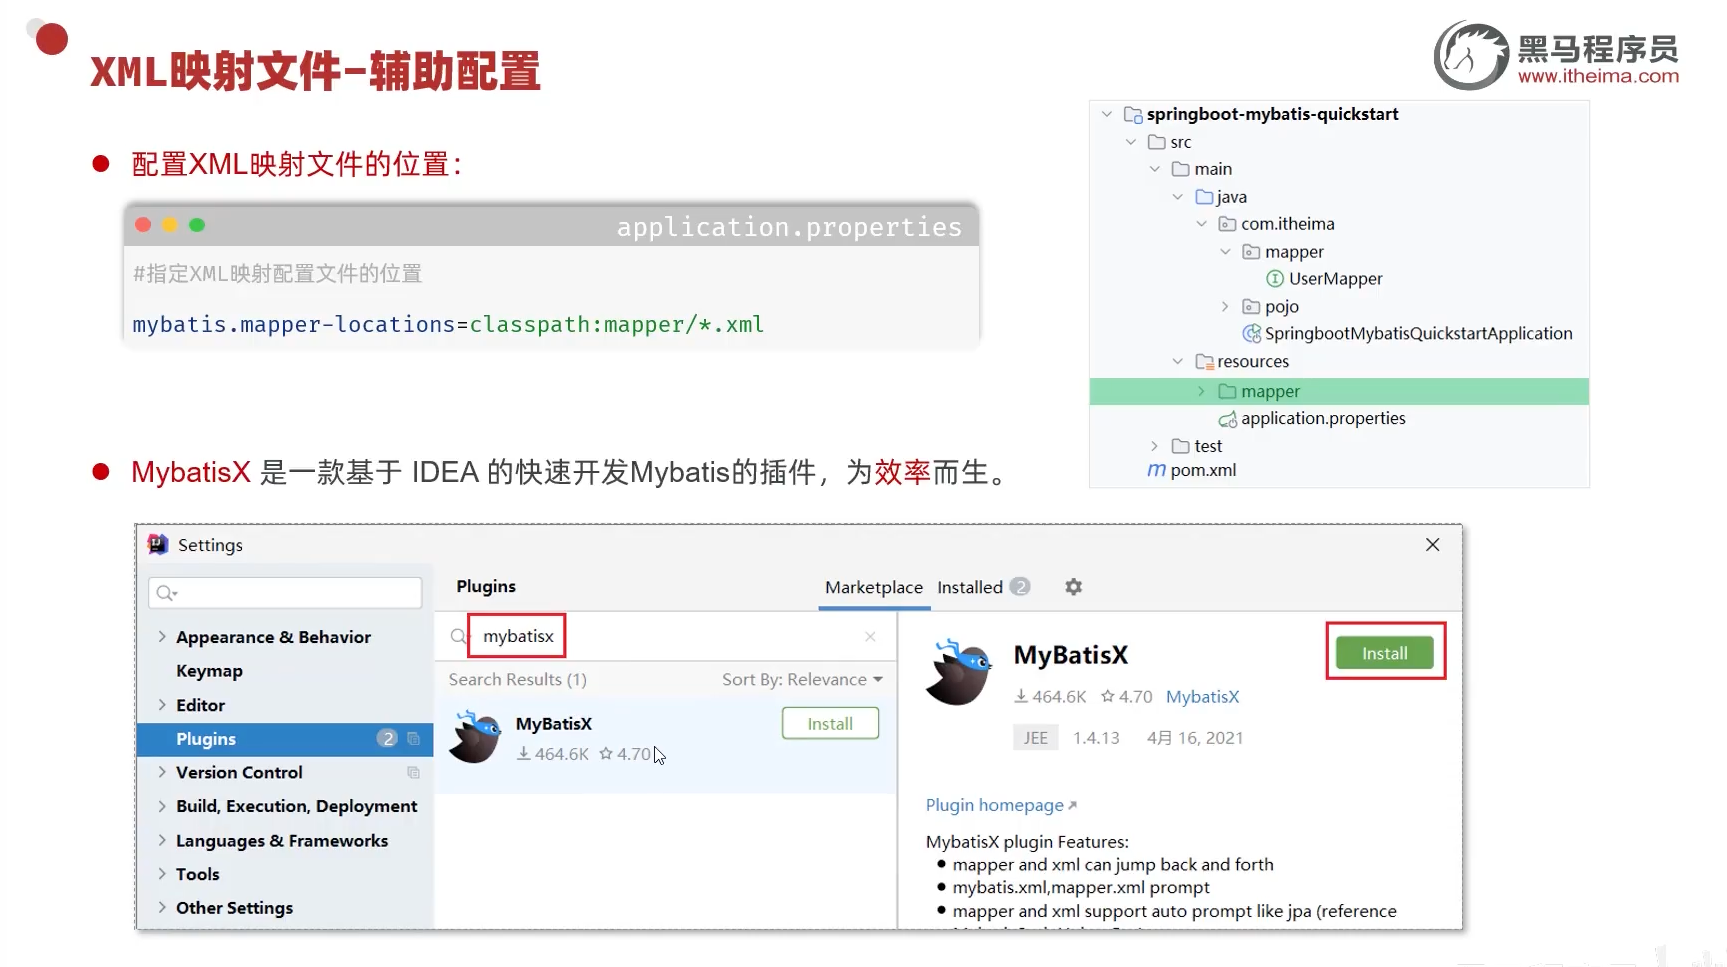 XML映射文件-辅助配置
黑马程序员
www.itheima.com
配置XML映射文件的位置：
application.properties
#指定XML映射配置文件的位置
mybatis.mapper-locations=classpath:mapper/*.xml
springboot-mybatis-quickstart
src
main
java
com.itheima
mapper
UserMapper
pojo
SpringbootMybatisQuickstartApplication
resources
mapper
application.properties
test
pom.xml
MybatisX 是一款基于 IDEA 的快速开发Mybatis的插件，为效率而生。
Settings
Plugins
Marketplace
Installed 2
Appearance & Behavior
Keymap
Editor
Plugins 2
Version Control
Build, Execution, Deployment
Languages & Frameworks
Tools
Other Settings
mybatisx
Search Results (1)
Sort By: Relevance
MyBatisX
Install
464.6K 4.70
MyBatisX
Install
464.6K 4.70 MybatisX
JEE 1.4.13 4月 16, 2021
Plugin homepage
MybatisX plugin Features:
mapper and xml can jump back and forth
mybatis.xml,mapper.xml prompt
mapper and xml support auto prompt like jpa (reference